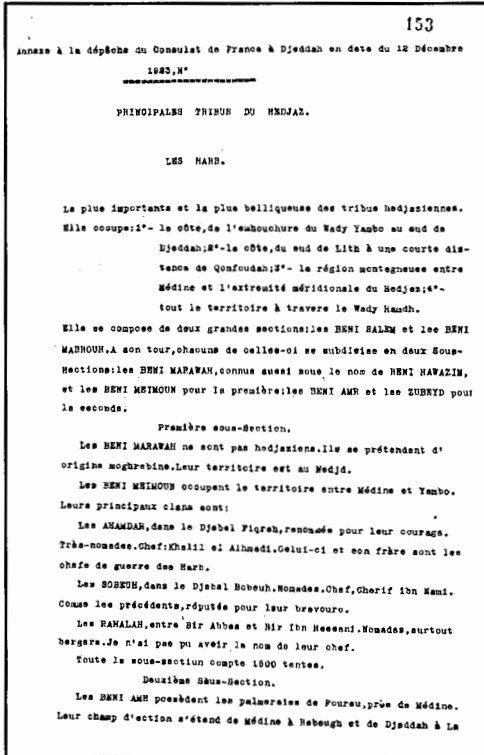 153
Annexe à la dépêche du Consulat de France à Djeddah en date du 12 Décembre
1923,N°
PRINCIPALES TRIBUS DU HEDJAZ.
LES HARB.
La plus importante et la plus belliqueuse des tribus hedjaziennes.
Elle occupe:1°- la côte,de l'embouchure du Wady Yambo au sud de
Djeddah;2°-la côte,du sud de Lith à une courte dis-
tance de Qonfoudah;3°- la région montagneuse entre
Médine et l'extrémité méridionale du Hedjaz;4°-
tout le territoire à travers le Wady Hamdh.
Elle se compose de deux grandes sections:les BENI SALEM et les BENI
MASROUH.A son tour,chacune de celles-ci se subdivise en deux Sous-
Sections:les BENI MARAWAH,connus aussi sous le nom de BENI HAWAZIM,
et les BENI MEIMOUN pour la première;les BENI AMR et les ZUBEYD pour
la seconde.
Première sous-Section.
Les BENI MARAWAH ne sont pas hedjaziens.Ils se prétendent d'
origine moghrebine.Leur territoire est au Nedjd.
Les BENI MEIMOUN occupent le territoire entre Médine et Yambo.
Leurs principaux clans sont:
Les AHAMDAH,dans le Djebel Fiqreh,renommés pour leur courage.
Très-nomades.Chef:Khalil el Alhmadi.Celui-ci et son frère sont les
chefs de guerre des Harb.
Les SOBEUH,dans le Djebel Sobeuh.Nomades.Chef,Cherif ibn Nami.
Comme les précédents,réputés pour leur bravoure.
Les RAHALAH,entre Bir Abbas et Bir Ibn Hessani.Nomades,surtout
bergers.Je n'ai pas pu avoir le nom de leur chef.
Toute la sous-section compte 1500 tentes.
Deuxième Sous-Section.
Les BENI AMR possèdent les palmeraies de Foureu,près de Médine.
Leur champ d'action s'étend de Médine à Rabough et de Djeddah à La